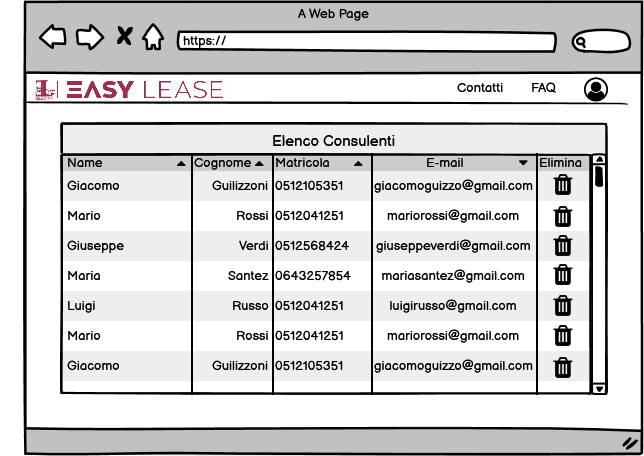 A Web Page
https://
EASY LEASE
Contatti FAQ
Elenco Consulenti
Name Cognome Matricola E-mail Elimina
Giacomo Guilizzoni 0512105351 giacomoguizzo@gmail.com
Mario Rossi 0512041251 mariorossi@gmail.com
Giuseppe Verdi 0512568424 giuseppeverdi@gmail.com
Maria Santez 0643257854 mariasantez@gmail.com
Luigi Russo 0512041251 luigirusso@gmail.com
Mario Rossi 0512041251 mariorossi@gmail.com
Giacomo Guilizzoni 0512105351 giacomoguizzo@gmail.com